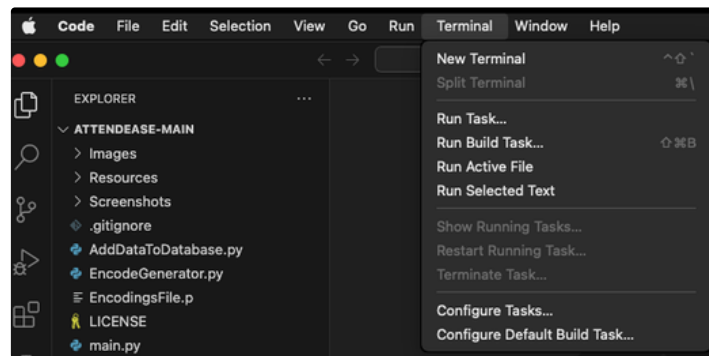 Code File Edit Selection View Go Run Terminal Window Help
EXPLORER
ATTENDEASE-MAIN
Images
Resources
Screenshots
.gitignore
AddDataToDatabase.py
EncodeGenerator.py
EncodingsFile.p
LICENSE
main.py
New Terminal ^⇧`
Split Terminal ⌘\
Run Task...
Run Build Task... ⇧⌘B
Run Active File
Run Selected Text
Show Running Tasks...
Restart Running Task...
Terminate Task...
Configure Tasks...
Configure Default Build Task...